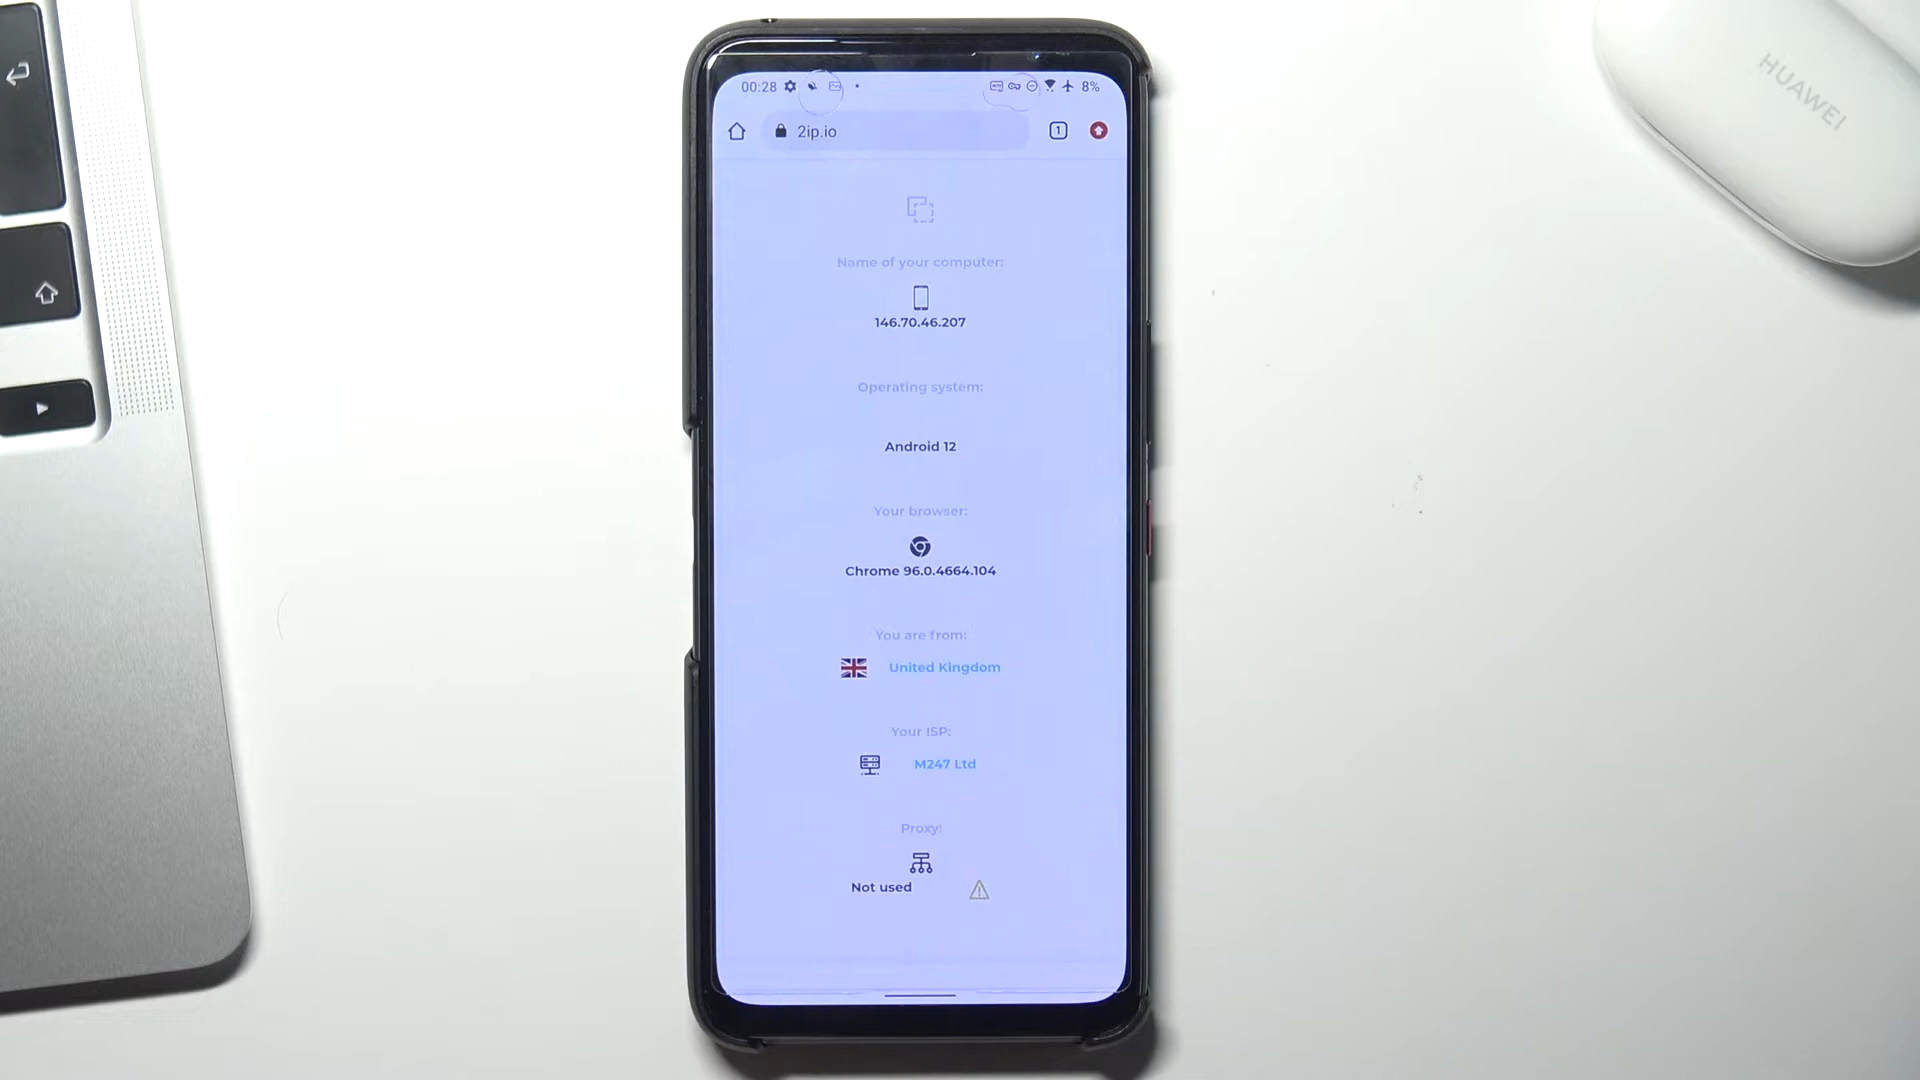 HUAWEI
00:28
8%
2ip.io
1
Name of your computer:
146.70.46.207
Operating system:
Android 12
Your browser:
Chrome 96.0.4664.104
You are from:
United Kingdom
Your ISP:
M247 Ltd
Proxy:
Not used